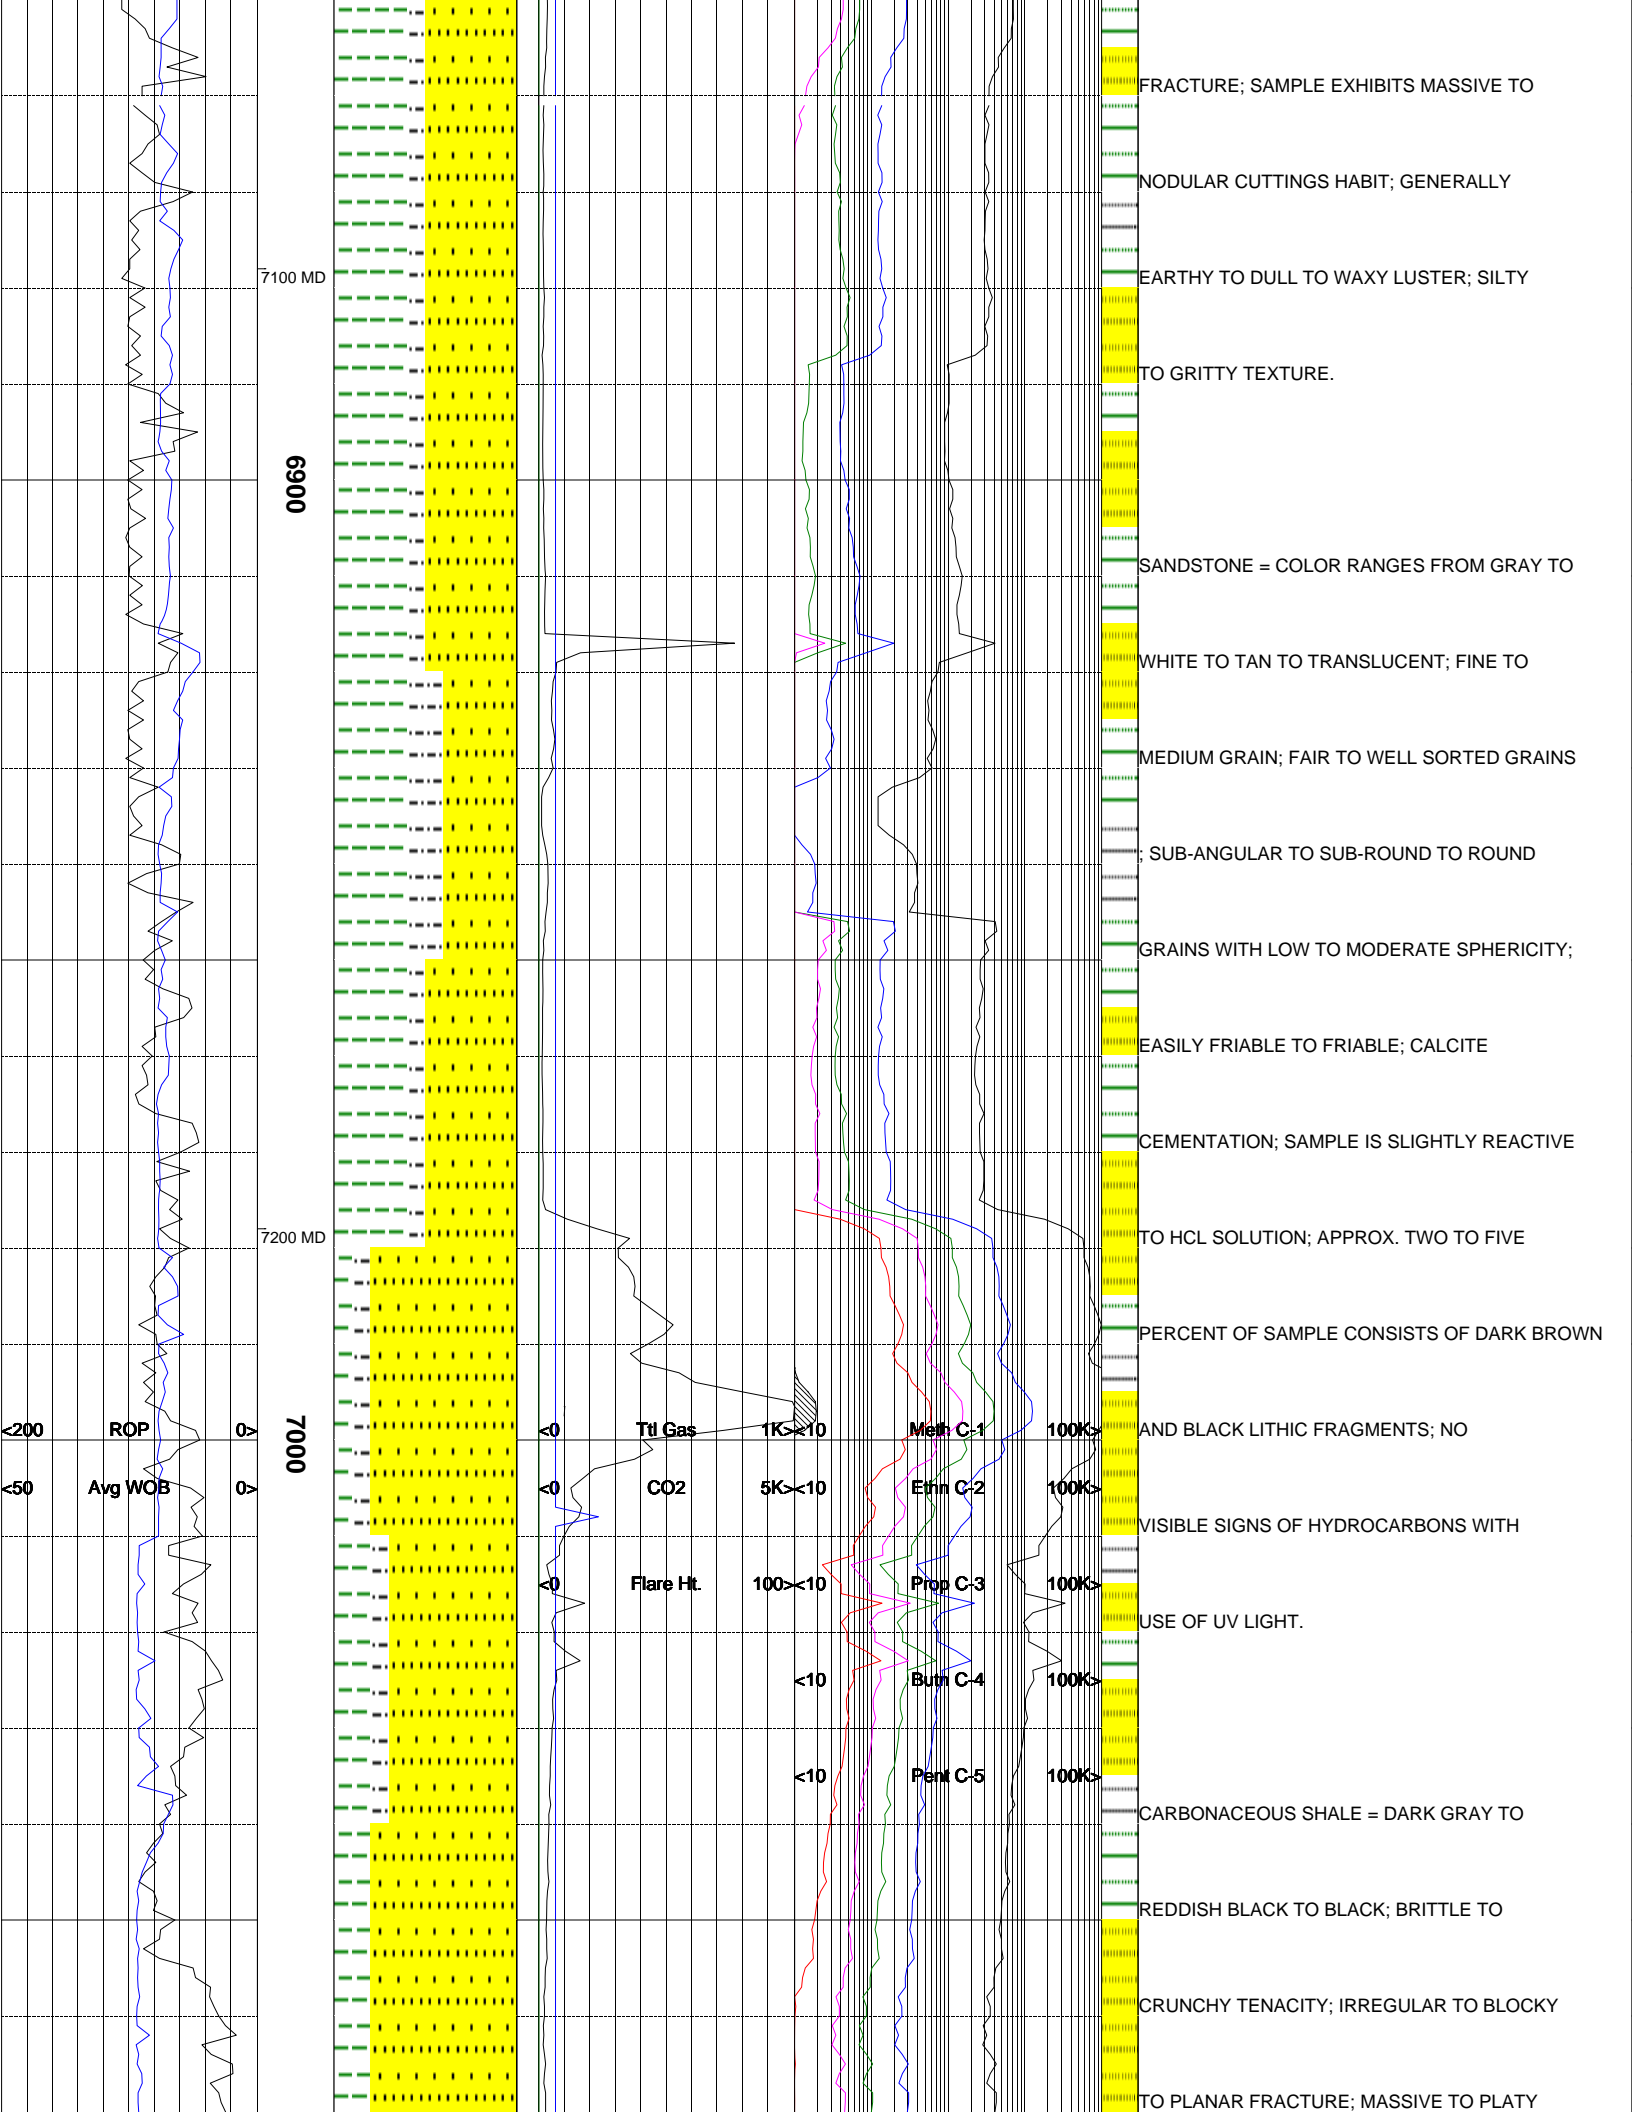 FRACTURE; SAMPLE EXHIBITS MASSIVE TO
NODULAR CUTTINGS HABIT; GENERALLY
7100 MD
EARTHY TO DULL TO WAXY LUSTER; SILTY
TO GRITTY TEXTURE.
6900
SANDSTONE = COLOR RANGES FROM GRAY TO
WHITE TO TAN TO TRANSLUCENT; FINE TO
MEDIUM GRAIN; FAIR TO WELL SORTED GRAINS
; SUB-ANGULAR TO SUB-ROUND TO ROUND
GRAINS WITH LOW TO MODERATE SPHERICITY;
EASILY FRIABLE TO FRIABLE; CALCITE
CEMENTATION; SAMPLE IS SLIGHTLY REACTIVE
7200 MD
TO HCL SOLUTION; APPROX. TWO TO FIVE
PERCENT OF SAMPLE CONSISTS OF DARK BROWN
<200 ROP 0> 7000 <0 Ttl Gas 1K> <10 Meth C-1 100K> AND BLACK LITHIC FRAGMENTS; NO
<50 Avg WOB 0> <0 CO2 5K> <10 Ethn C-2 100K>
VISIBLE SIGNS OF HYDROCARBONS WITH
<0 Flare Ht. 100> <10 Prop C-3 100K>
USE OF UV LIGHT.
<10 Butn C-4 100K>
<10 Pent C-5 100K>
CARBONACEOUS SHALE = DARK GRAY TO
REDDISH BLACK TO BLACK; BRITTLE TO
CRUNCHY TENACITY; IRREGULAR TO BLOCKY
TO PLANAR FRACTURE; MASSIVE TO PLATY